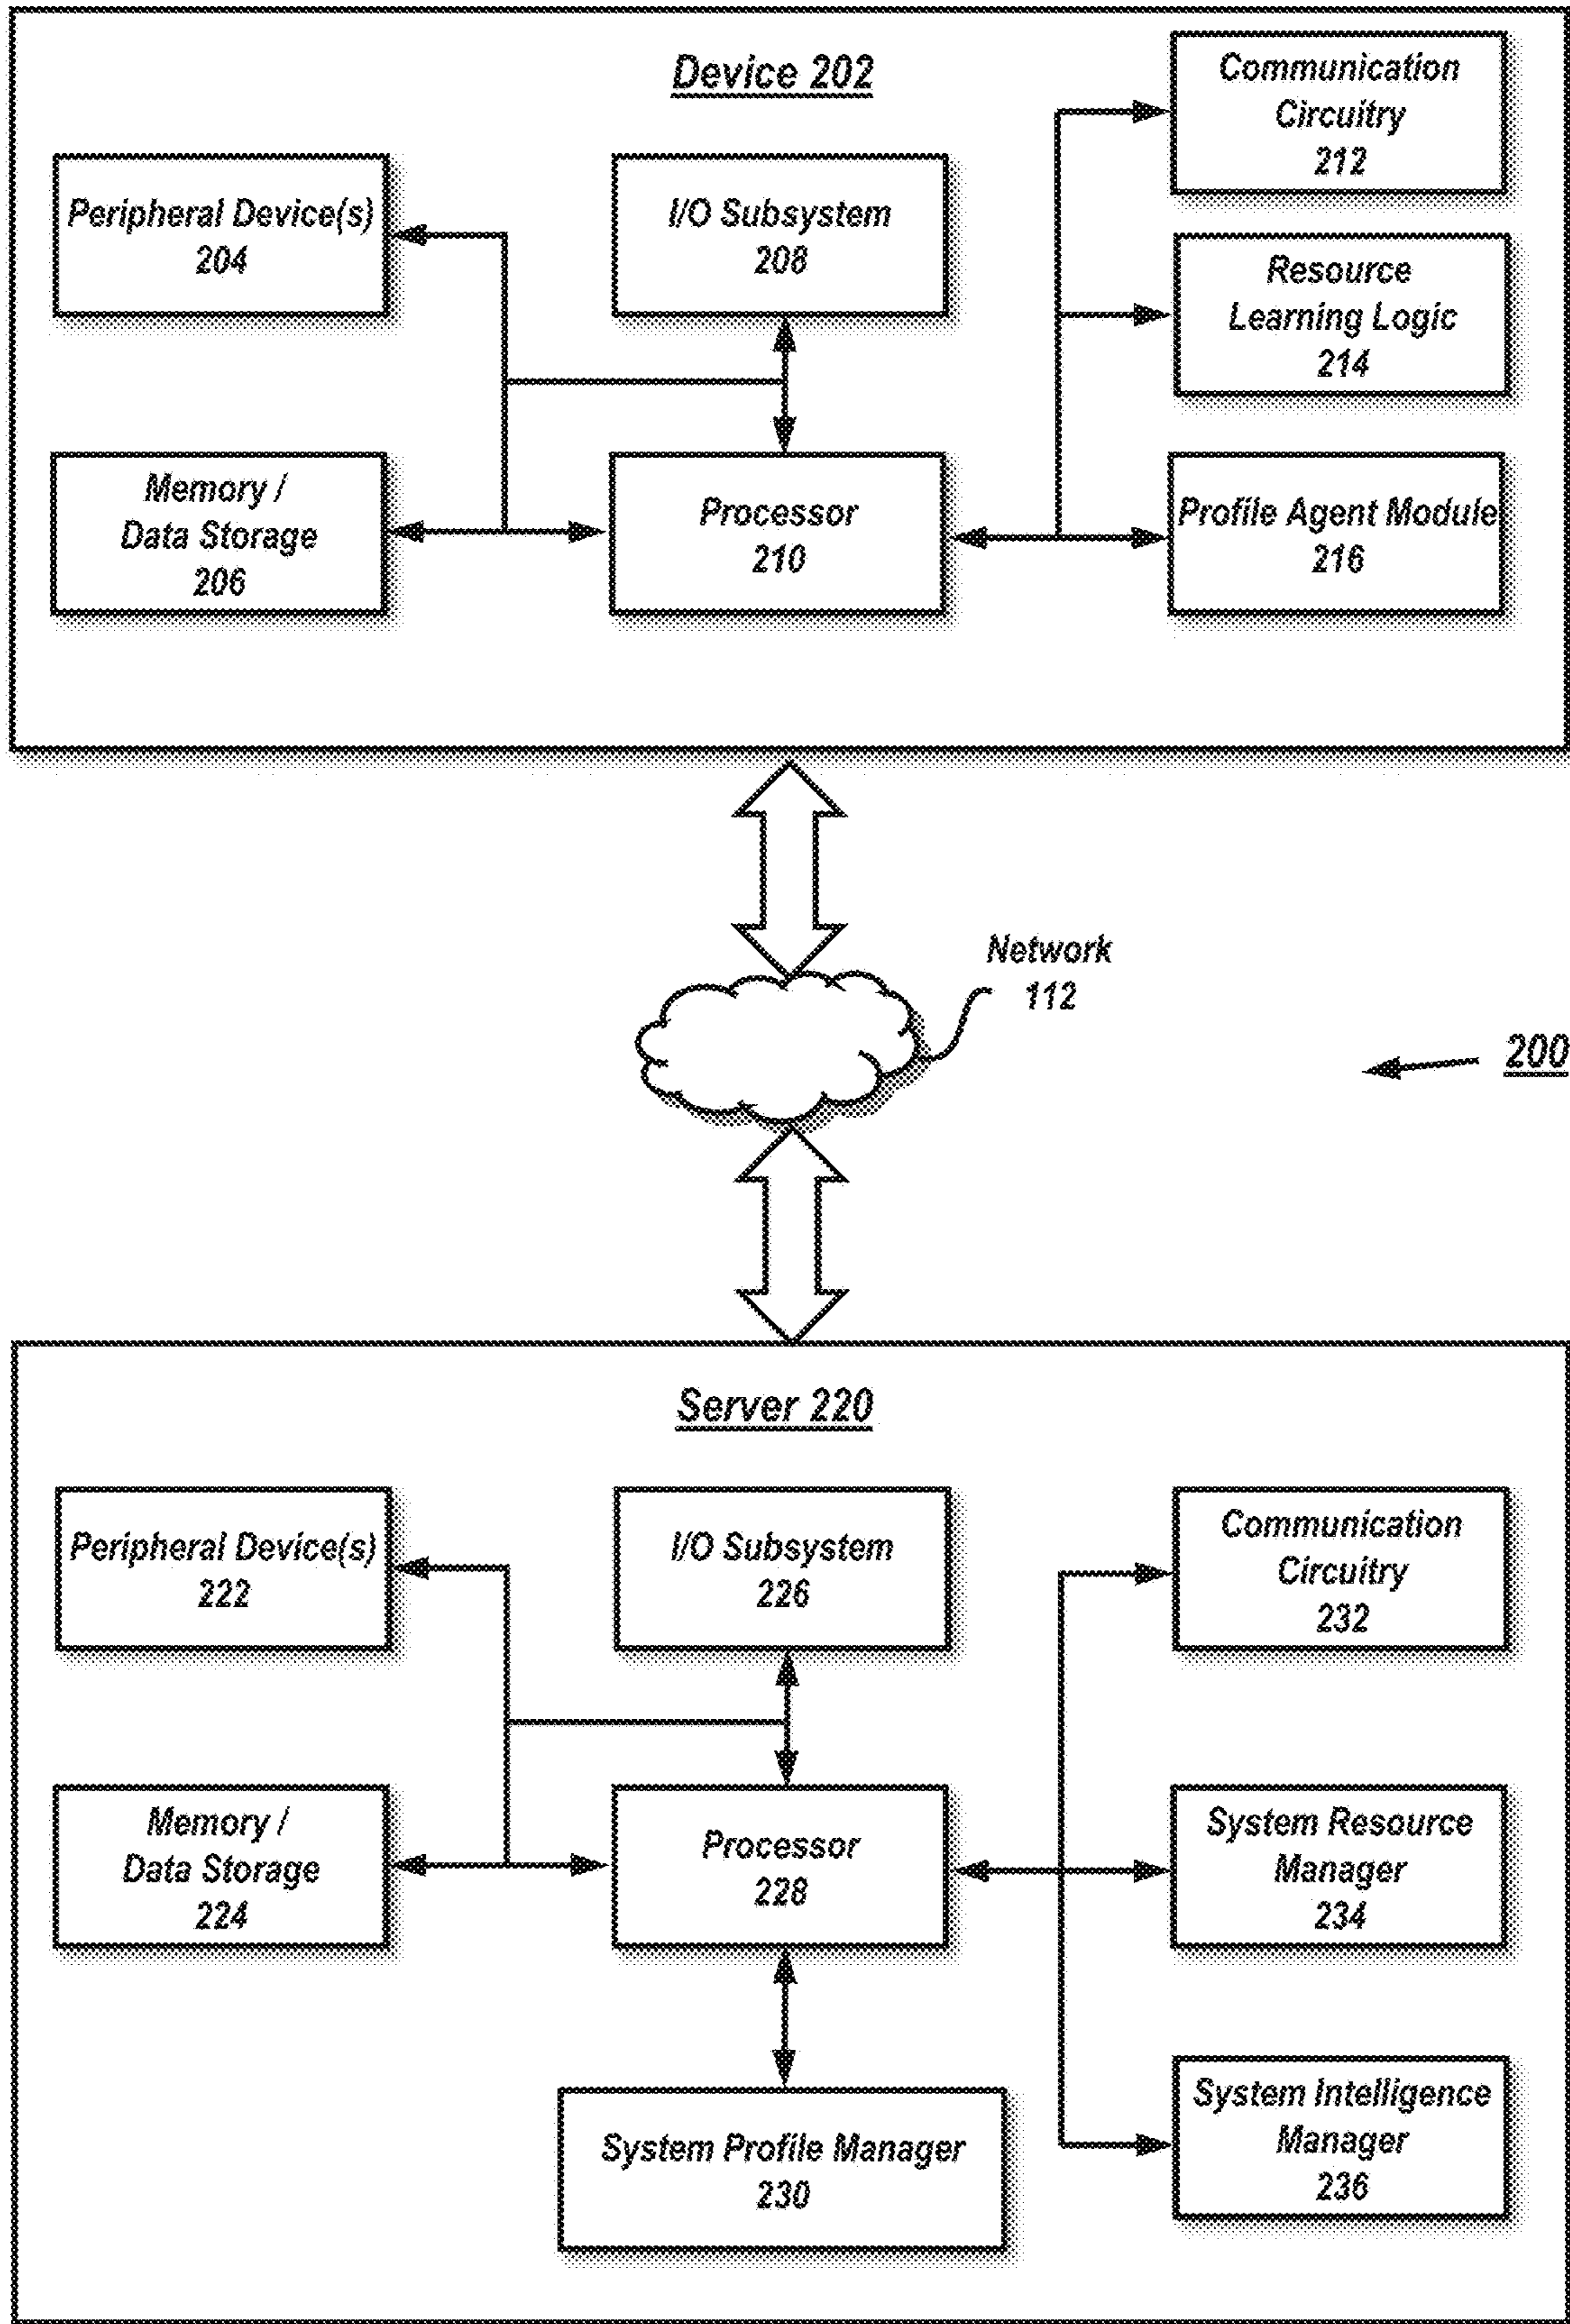 Device 202
Communication
Circuitry
212
Peripheral Device(s)
204
I/O Subsystem
208
Resource
Learning Logic
214
Memory /
Data Storage
206
Processor
210
Profile Agent Module
216
Network
112
200
Server 220
Peripheral Device(s)
222
I/O Subsystem
226
Communication
Circuitry
232
Memory /
Data Storage
224
Processor
228
System Resource
Manager
234
System Profile Manager
230
System Intelligence
Manager
236